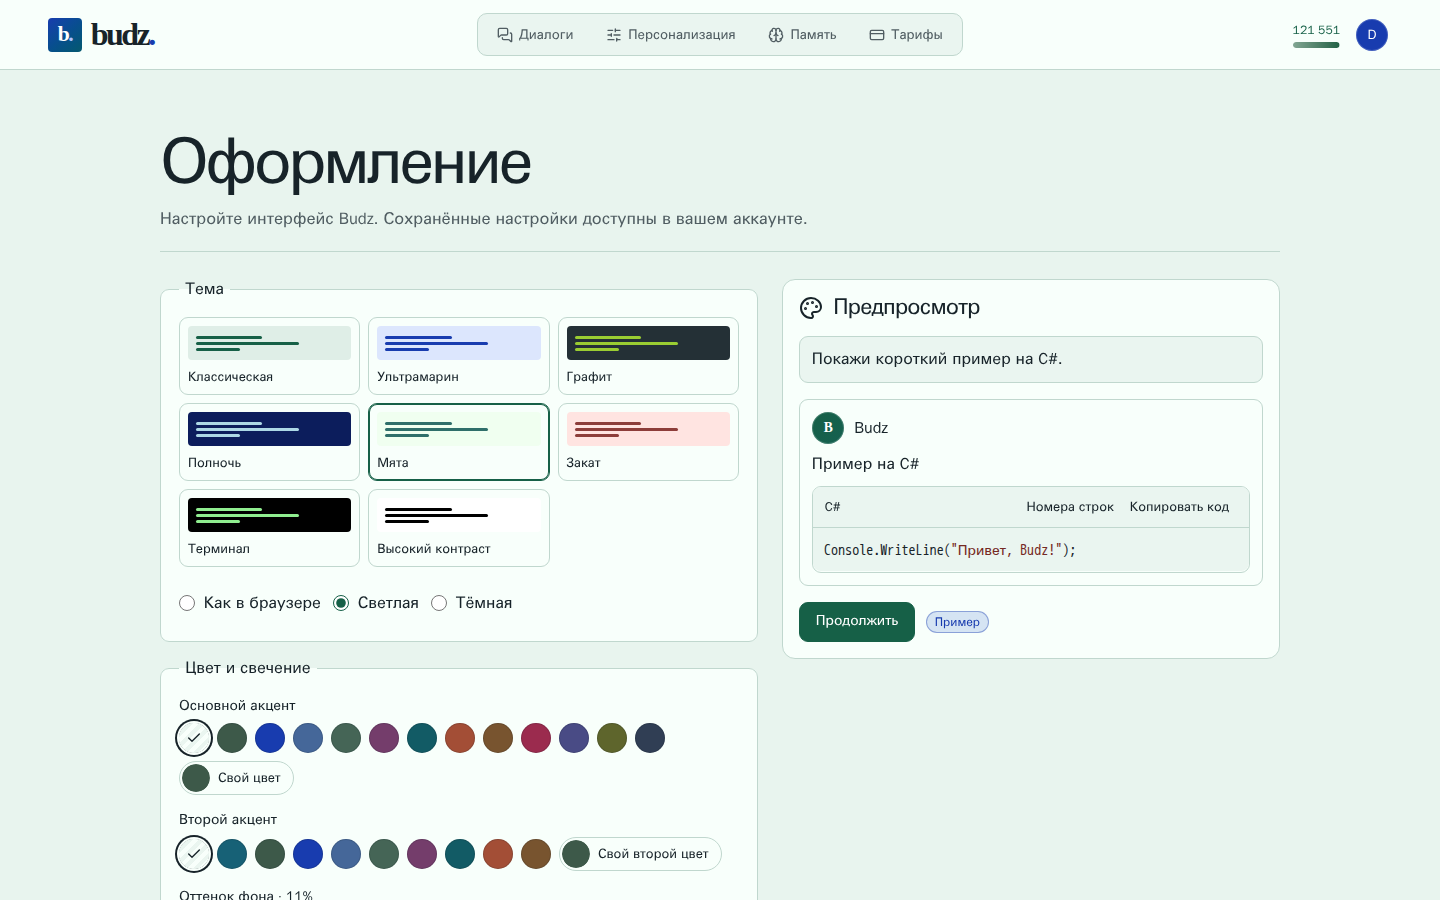 b. budz.
Диалоги
Персонализация
Память
Тарифы
121 551
D
Оформление
Настройте интерфейс Budz. Сохранённые настройки доступны в вашем аккаунте.
Тема
Классическая
Ультрамарин
Графит
Полночь
Мята
Закат
Терминал
Высокий контраст
Как в браузере
Светлая
Тёмная
Цвет и свечение
Основной акцент
Свой цвет
Второй акцент
Свой второй цвет
Оттенок фона · 11%
Предпросмотр
Покажи короткий пример на C#.
B
Budz
Пример на C#
C#
Номера строк
Копировать код
Console.WriteLine("Привет, Budz!");
Продолжить
Пример